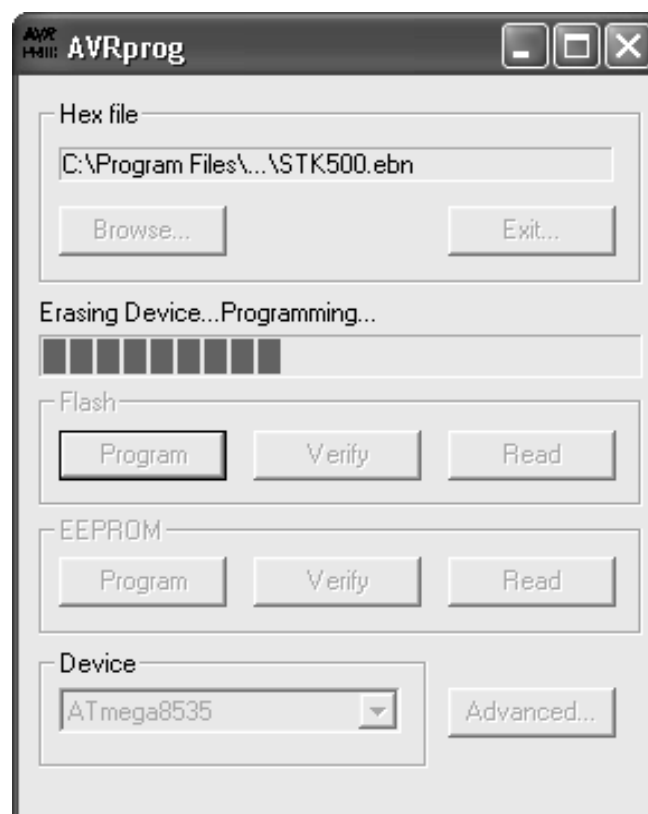 AVRprog
Hex file
C:\Program Files\...\STK500.ebn
Browse... Exit...
Erasing Device...Programming...
Flash
Program Verify Read
EEPROM
Program Verify Read
Device
ATmega8535 Advanced...